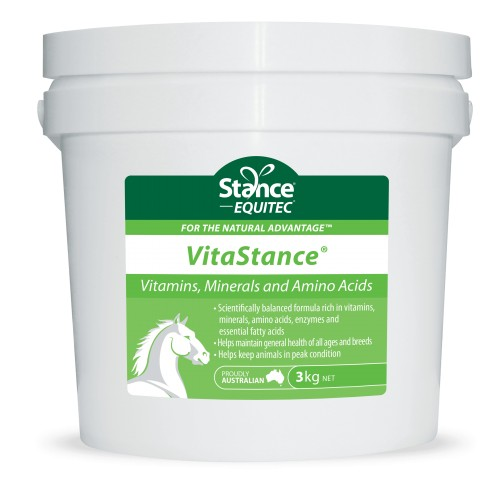 Stance®
EQUITEC
FOR THE NATURAL ADVANTAGE™
VitaStance®
Vitamins, Minerals and Amino Acids
• Scientifically balanced formula rich in vitamins,
minerals, amino acids, enzymes and
essential fatty acids
• Helps maintain general health of all ages and breeds
• Helps keep animals in peak condition
PROUDLY
AUSTRALIAN
3kg NET